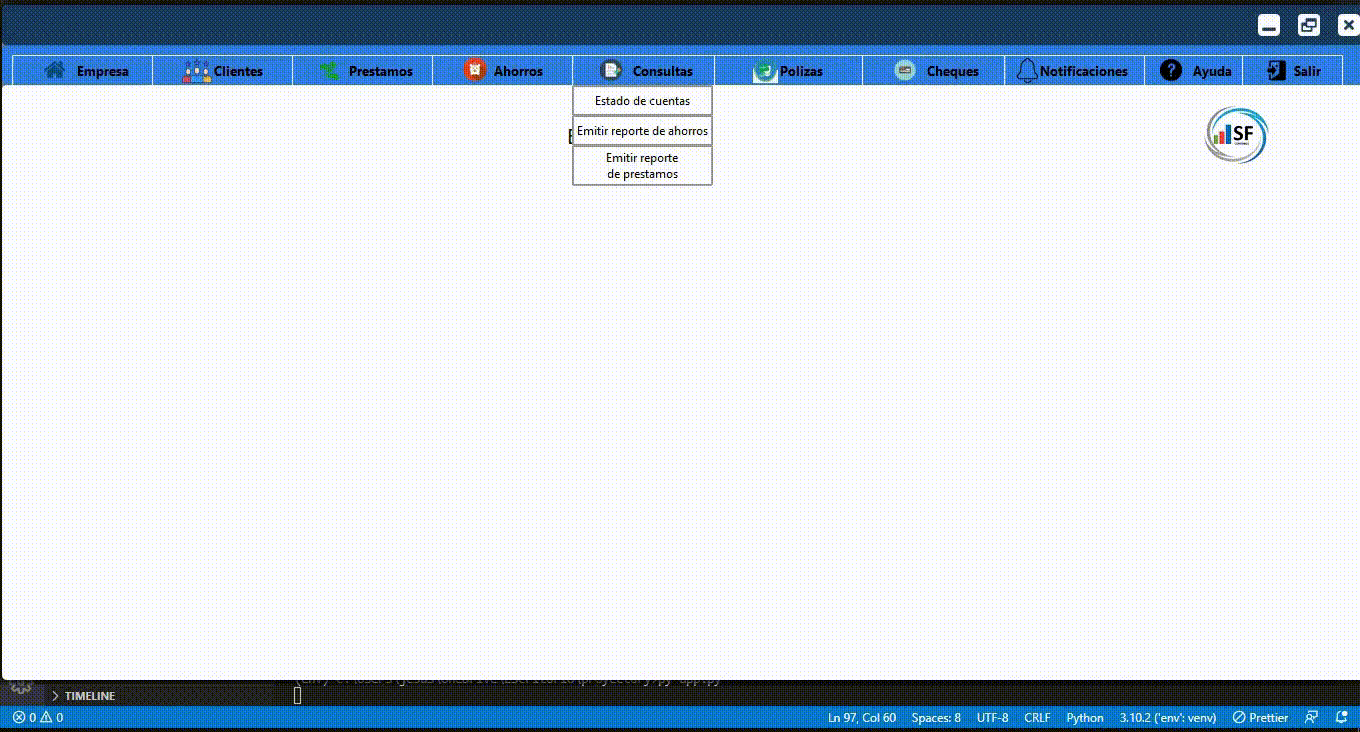 Empresa
Clientes
Prestamos
Ahorros
Consultas
Polizas
Cheques
Notificaciones
Ayuda
Salir
Estado de cuentas
Emitir reporte de ahorros
Emitir reporte
de prestamos
SF
TIMELINE
0 0
Ln 97, Col 60 Spaces: 8 UTF-8 CRLF Python 3.10.2 ('env': venv) Prettier